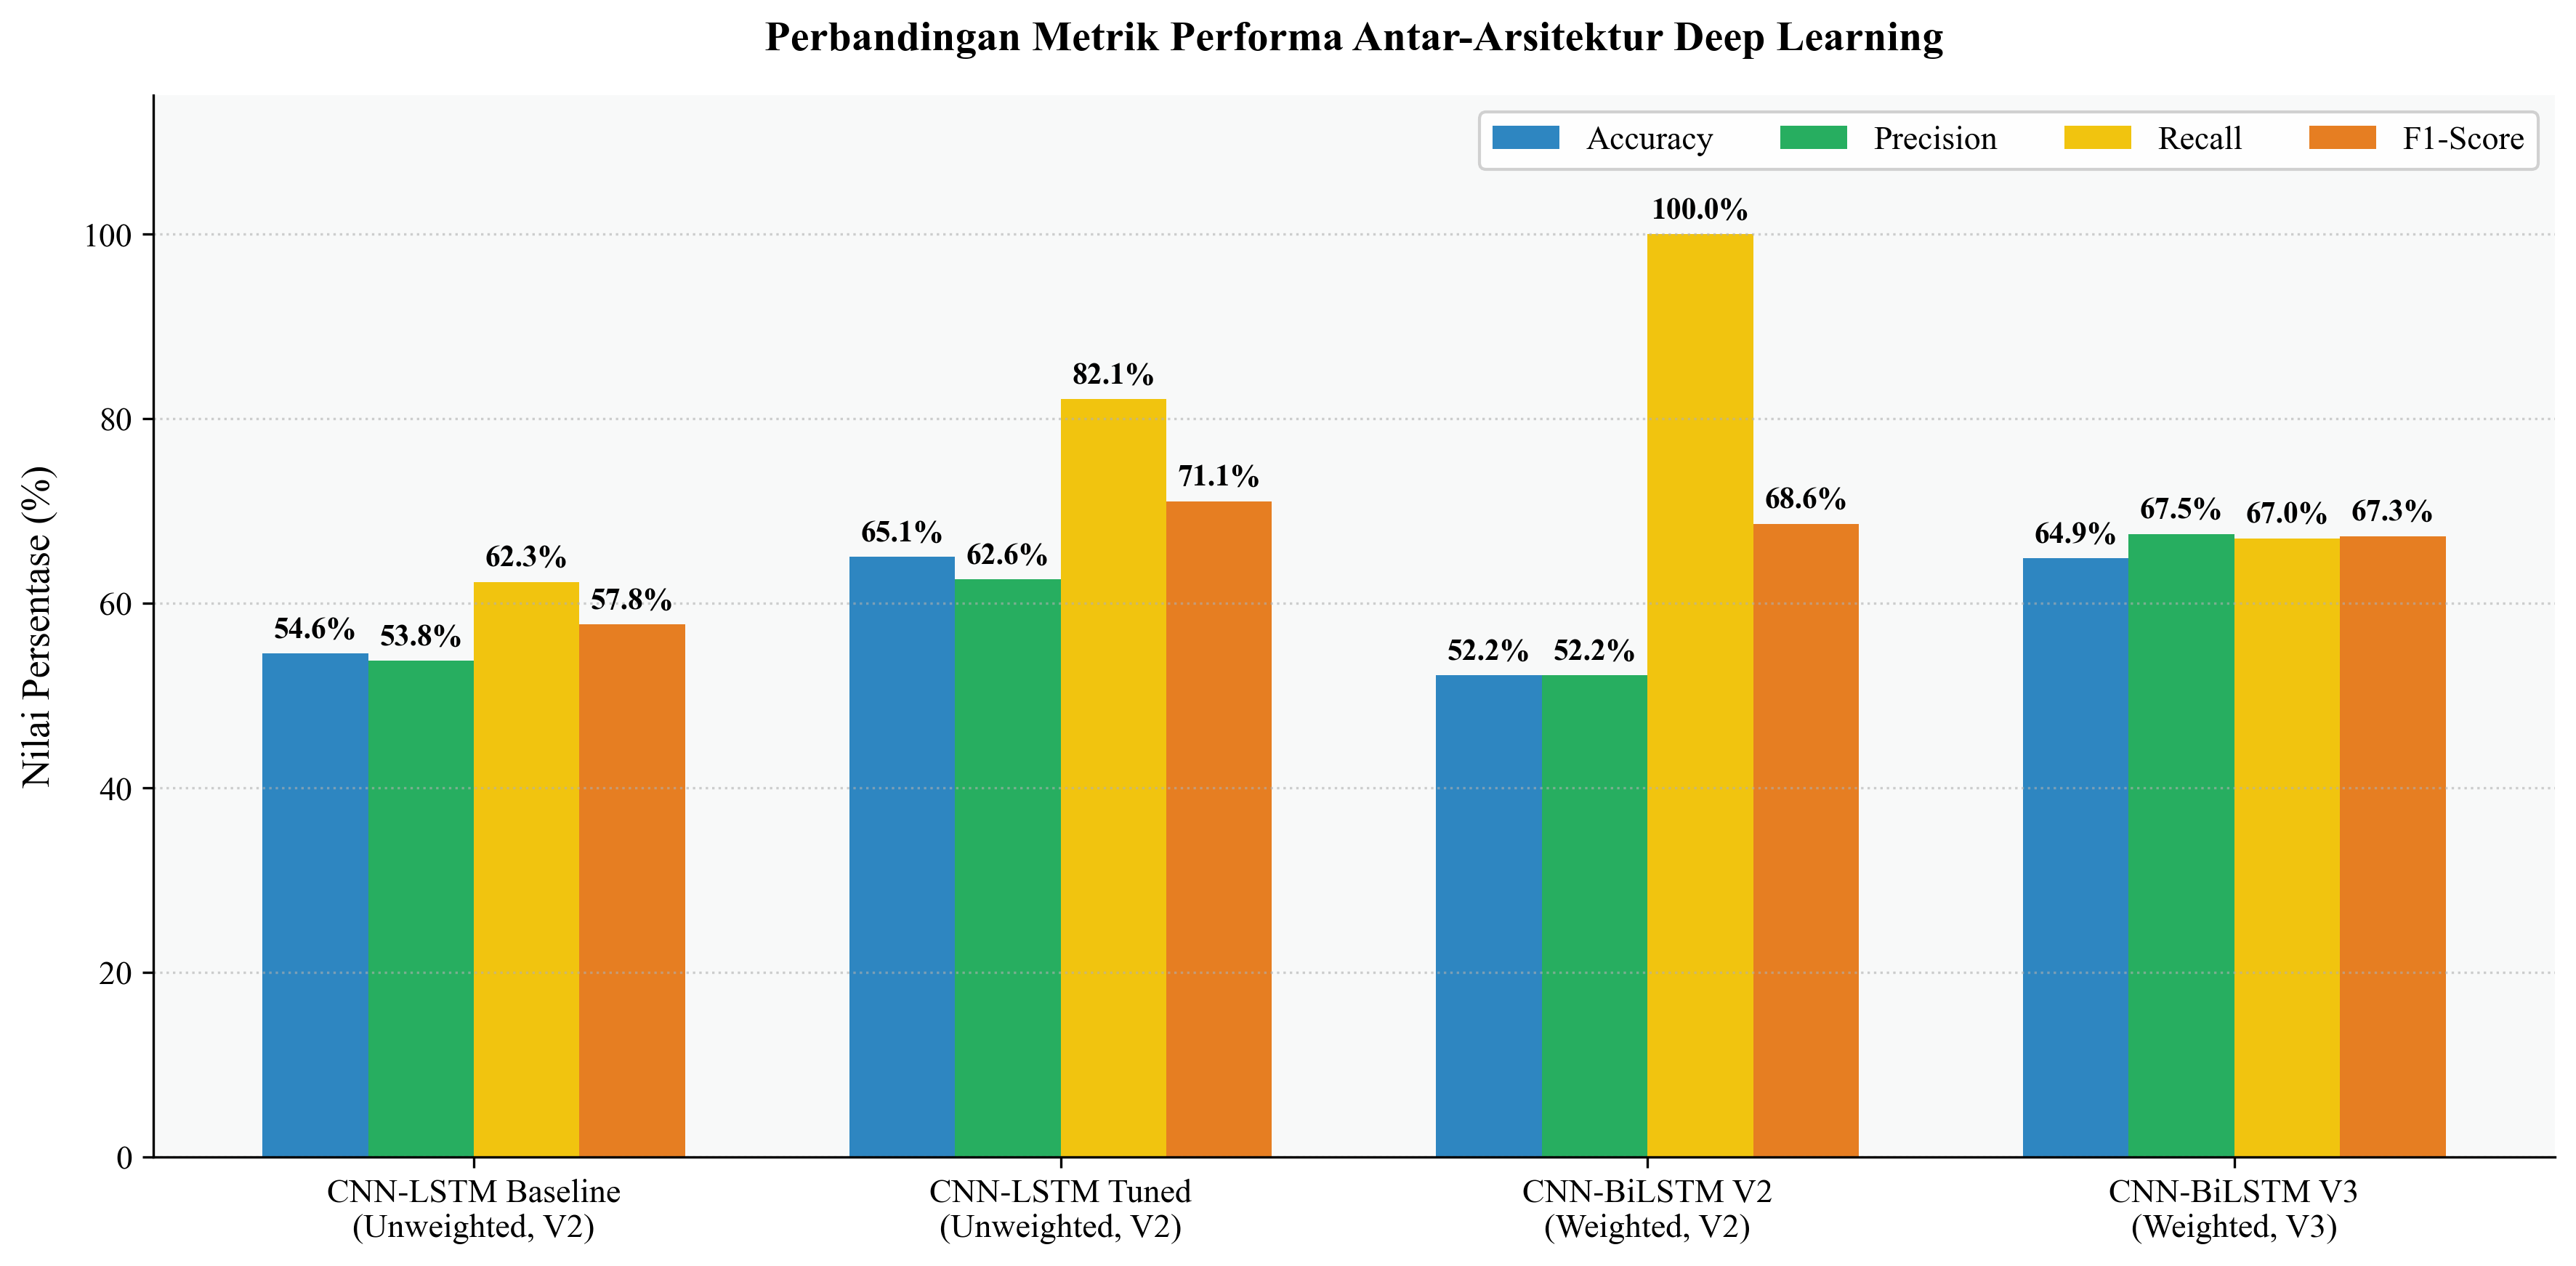 Perbandingan Metrik Performa Antar-Arsitektur Deep Learning
Accuracy Precision Recall F1-Score
Nilai Persentase (%)
100
80
60
40
20
0
54.6% 53.8% 62.3% 57.8%
65.1% 62.6% 82.1% 71.1%
52.2% 52.2% 100.0% 68.6%
64.9% 67.5% 67.0% 67.3%
CNN-LSTM Baseline
(Unweighted, V2)
CNN-LSTM Tuned
(Unweighted, V2)
CNN-BiLSTM V2
(Weighted, V2)
CNN-BiLSTM V3
(Weighted, V3)